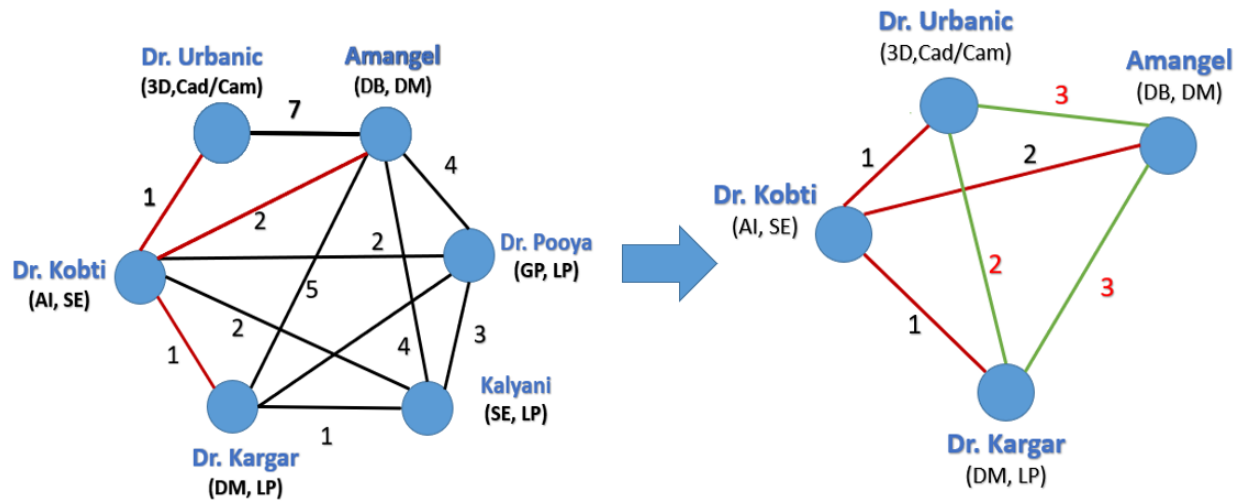 Dr. Urbanic
(3D,Cad/Cam)
Amangel
(DB, DM)
7
4
1
2
2
Dr. Pooya
(GP, LP)
Dr. Kobti
(AI, SE)
5
2
4
3
1
Kalyani
(SE, LP)
1
Dr. Kargar
(DM, LP)
Dr. Urbanic
(3D,Cad/Cam)
Amangel
(DB, DM)
3
1
2
Dr. Kobti
(AI, SE)
2
3
1
Dr. Kargar
(DM, LP)